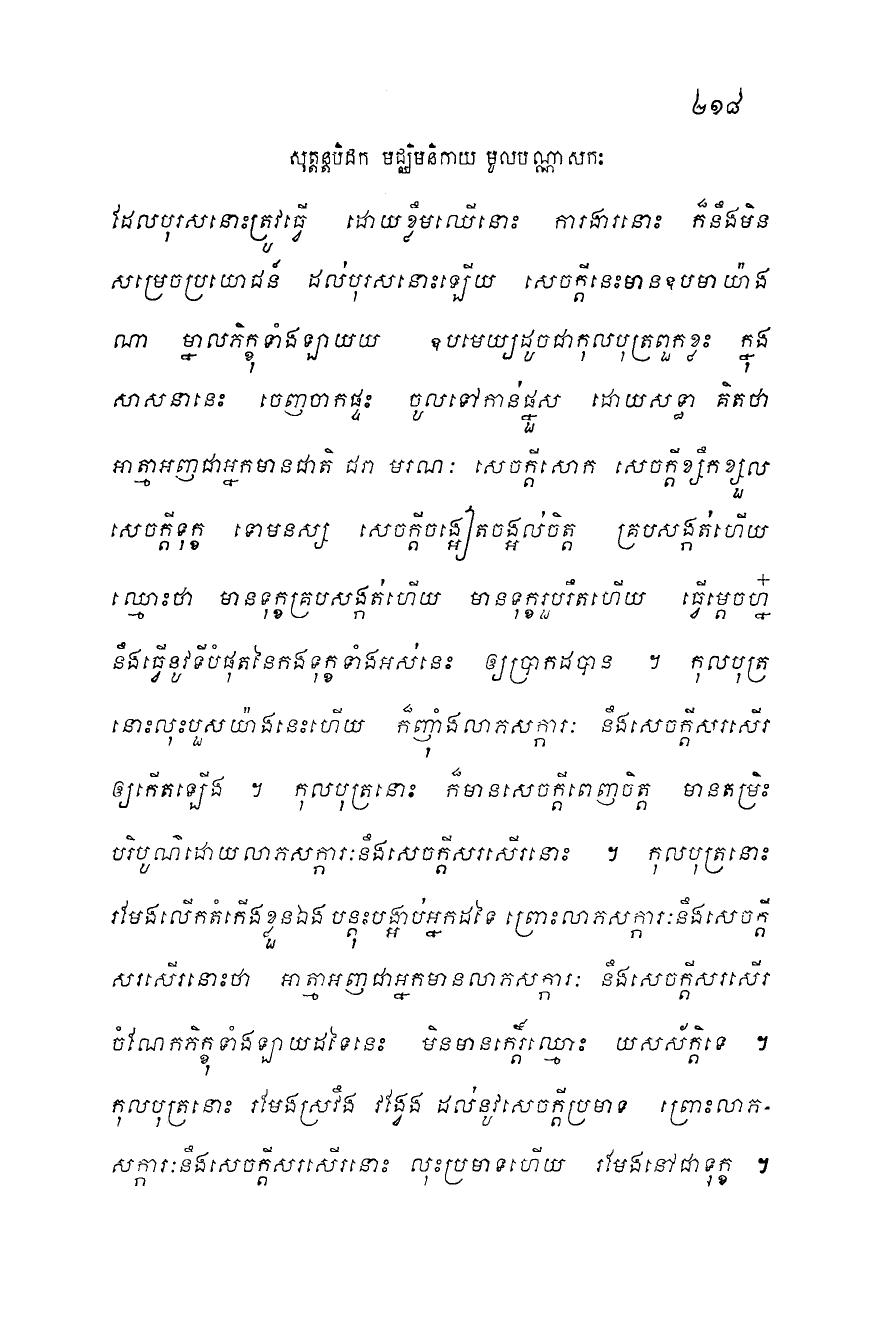 ២១៨
សុត្តន្តបិដក មជ្ឈិមនិកាយ មូលបណ្ណាសកះ
ដែលបុរសនោះត្រូវធ្វើ ដោយខ្លឹមឈើនោះ ការងារនោះ ក៏នឹងមិន
សម្រេចប្រយោជន៍ ដល់បុរសនោះឡើយ សេចក្តីនេះមានឧបមាយ៉ាង
ណា ម្នាលភិក្ខុទាំងឡាយយ ឧបមេយ្យដូចជាកុលបុត្រពួកខ្លះ ក្នុង
សាសនានេះ ចេញចាកផ្ទះ ចូលទៅកាន់ផ្នួស ដោយសទ្ធា គិតថា
អាត្មាអញជាអ្នកមានជាតិ ជរា មរណៈ សេចក្តីសោក សេចក្តីខ្សឹកខ្សួល
សេចក្តីទុក្ខ ទោមនស្ស សេចក្តីចង្អៀតចង្អល់ចិត្ត គ្របសង្កត់ហើយ
ឈ្មោះថា មានទុក្ខគ្របសង្កត់ហើយ មានទុក្ខរួបរឹតហើយ ធ្វើម្តេចហ្ន៎
នឹងធ្វើនូវទីបំផុតនៃកងទុក្ខទាំងអស់នេះ ឲ្យប្រាកដបាន ។ កុលបុត្រ
នោះលុះបួសយ៉ាងនេះហើយ ក៏ញ៉ាំងលាភសក្ការៈ នឹងសេចក្តីសរសើរ
ឲ្យកើតឡើង ។ កុលបុត្រនោះ ក៏មានសេចក្តីពេញចិត្ត មានតម្រិះ
បរិបូណ៌ដោយលាភសក្ការៈនឹងសេចក្តីសរសើរនោះ ។ កុលបុត្រនោះ
រមែងលើកតំកើងខ្លួនឯង បន្តុះបង្អាប់អ្នកដទៃ ព្រោះលាភសក្ការៈនឹងសេចក្តី
សរសើរនោះថា អាត្មាអញជាអ្នកមានលាភសក្ការៈ នឹងសេចក្តីសរសើរ
ចំណែកភិក្ខុទាំងឡាយដទៃនេះ មិនមានកេ្តរ៍ឈ្មោះ យសស័ក្តិទេ ។
កុលបុត្រនោះ រមែងស្រវឹង វង្វែង ដល់នូវសេចក្តីប្រមាទ ព្រោះលាភ-
សក្ការៈនឹងសេចក្តីសរសើរនោះ លុះប្រមាទហើយ រមែងនៅជាទុក្ខ ។